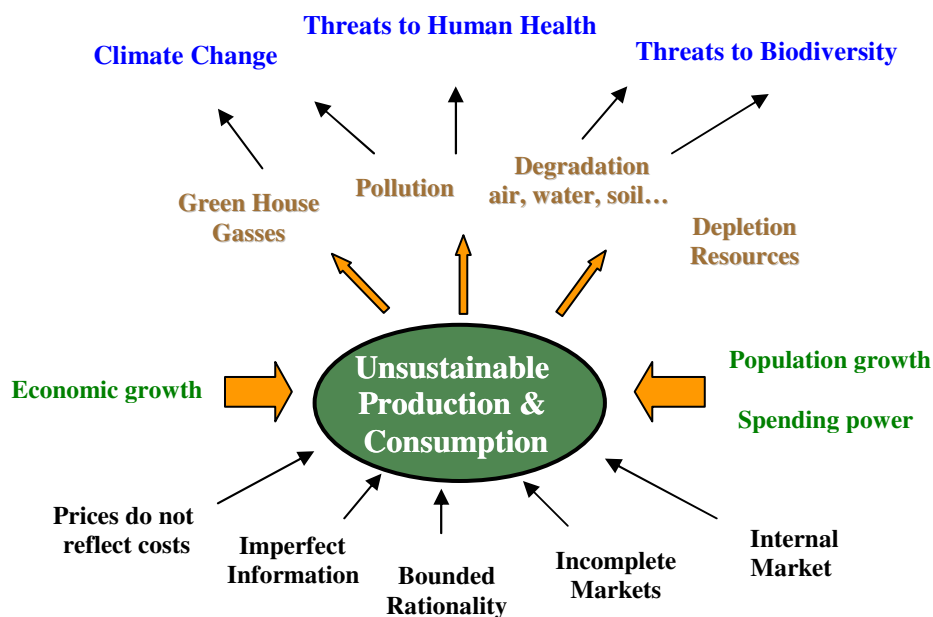 Threats to Human Health
Climate Change
Threats to Biodiversity
Green House
Gasses
Pollution
Degradation
air, water, soil…
Depletion
Resources
Economic growth
Unsustainable
Production &
Consumption
Population growth
Spending power
Prices do not
reflect costs
Imperfect
Information
Bounded
Rationality
Incomplete
Markets
Internal
Market